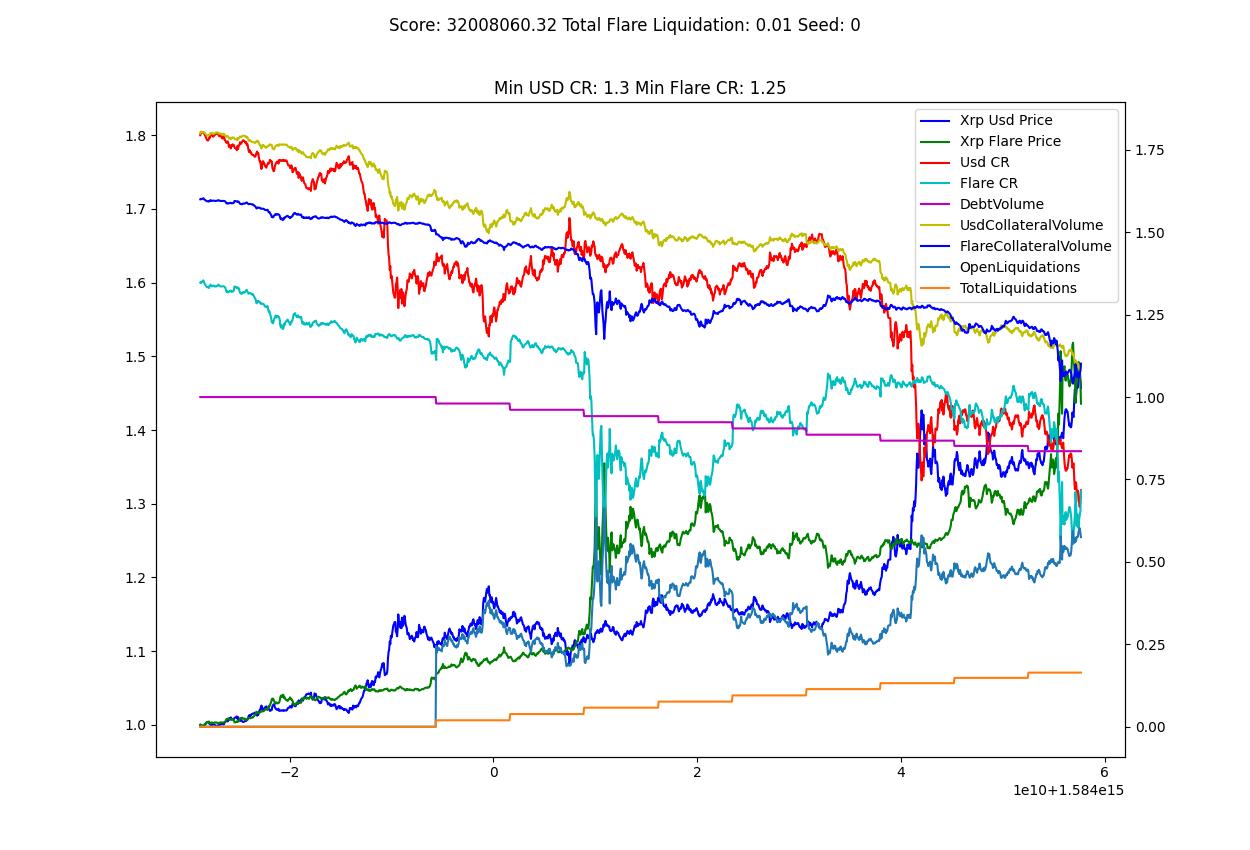 Score: 32008060.32 Total Flare Liquidation: 0.01 Seed: 0
Min USD CR: 1.3 Min Flare CR: 1.25
Xrp Usd Price
Xrp Flare Price
Usd CR
Flare CR
DebtVolume
UsdCollateralVolume
FlareCollateralVolume
OpenLiquidations
TotalLiquidations
1.8
1.7
1.6
1.5
1.4
1.3
1.2
1.1
1.0
1.75
1.50
1.25
1.00
0.75
0.50
0.25
0.00
−2
0
2
4
6
1e10+1.584e15